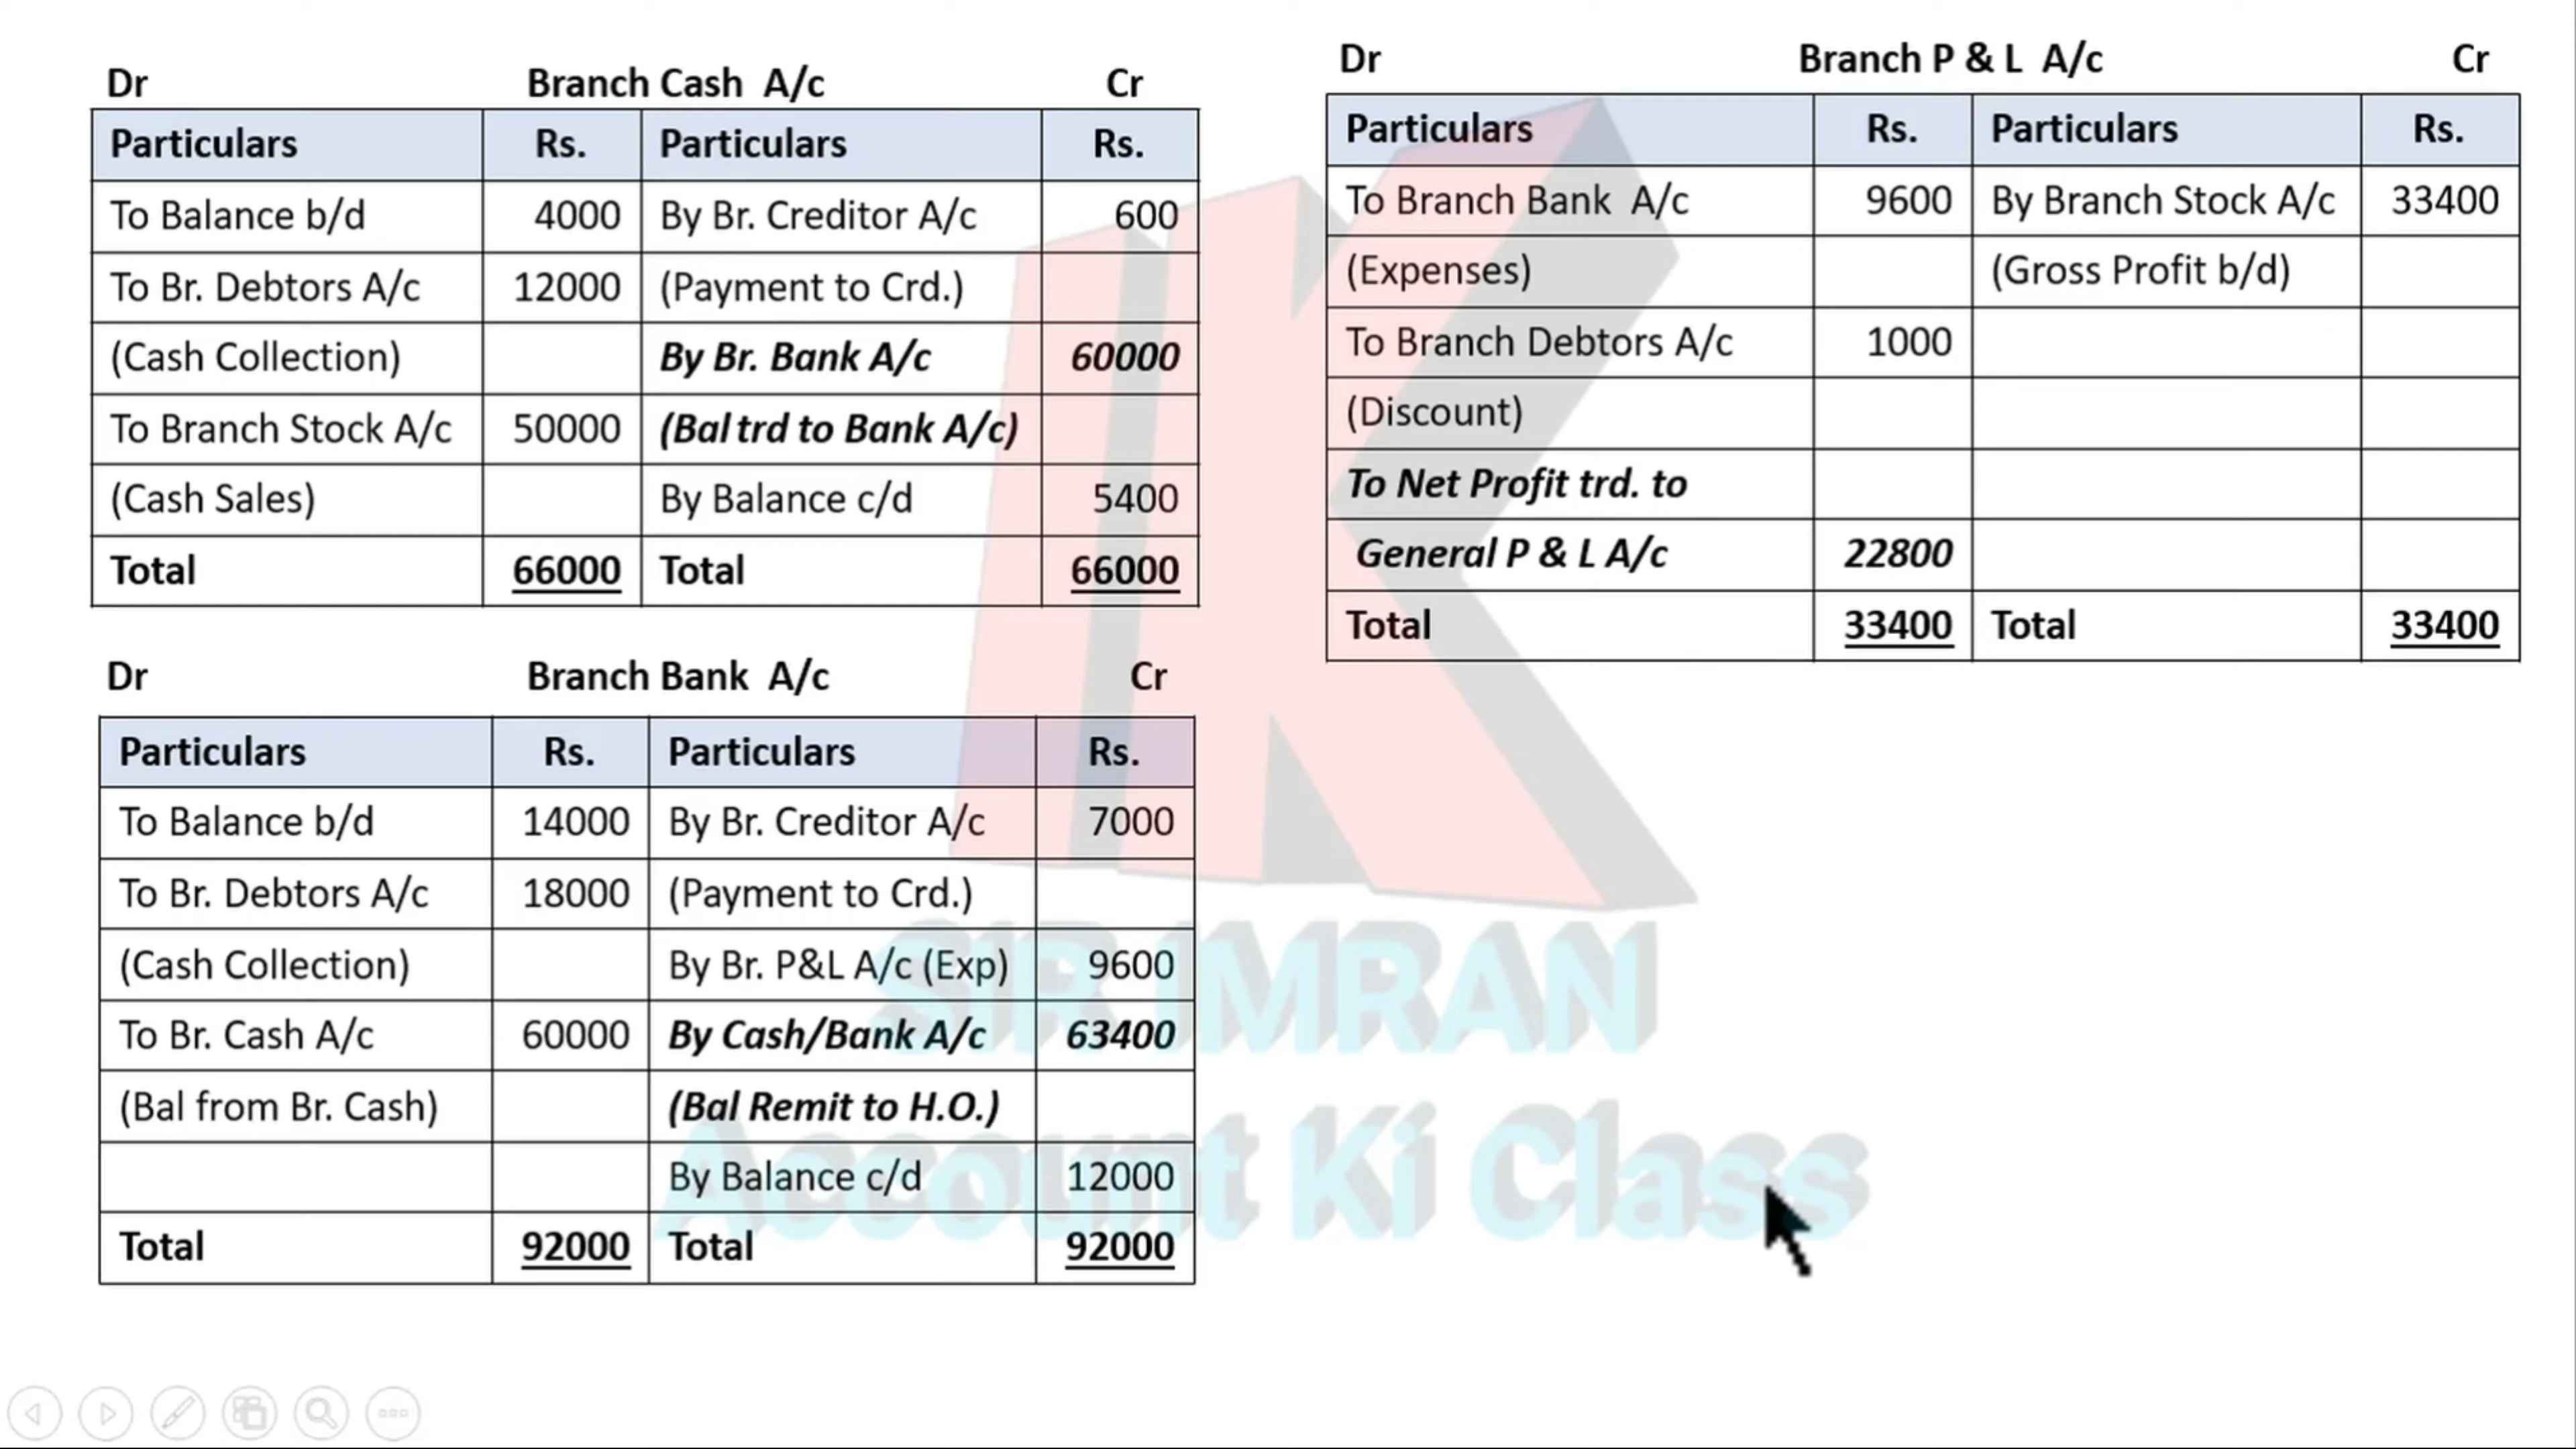 Dr Branch Cash A/c Cr
Particulars Rs. Particulars Rs.
To Balance b/d 4000 By Br. Creditor A/c 600
To Br. Debtors A/c 12000 (Payment to Crd.)
(Cash Collection) By Br. Bank A/c 60000
To Branch Stock A/c 50000 (Bal trd to Bank A/c)
(Cash Sales) By Balance c/d 5400
Total 66000 Total 66000
Dr Branch Bank A/c Cr
Particulars Rs. Particulars Rs.
To Balance b/d 14000 By Br. Creditor A/c 7000
To Br. Debtors A/c 18000 (Payment to Crd.)
(Cash Collection) By Br. P&L A/c (Exp) 9600
To Br. Cash A/c 60000 By Cash/Bank A/c 63400
(Bal from Br. Cash) (Bal Remit to H.O.)
By Balance c/d 12000
Total 92000 Total 92000
Dr Branch P & L A/c Cr
Particulars Rs. Particulars Rs.
To Branch Bank A/c 9600 By Branch Stock A/c 33400
(Expenses) (Gross Profit b/d)
To Branch Debtors A/c 1000
(Discount)
To Net Profit trd. to
General P & L A/c 22800
Total 33400 Total 33400
SIR IMRAN
Account Ki Class